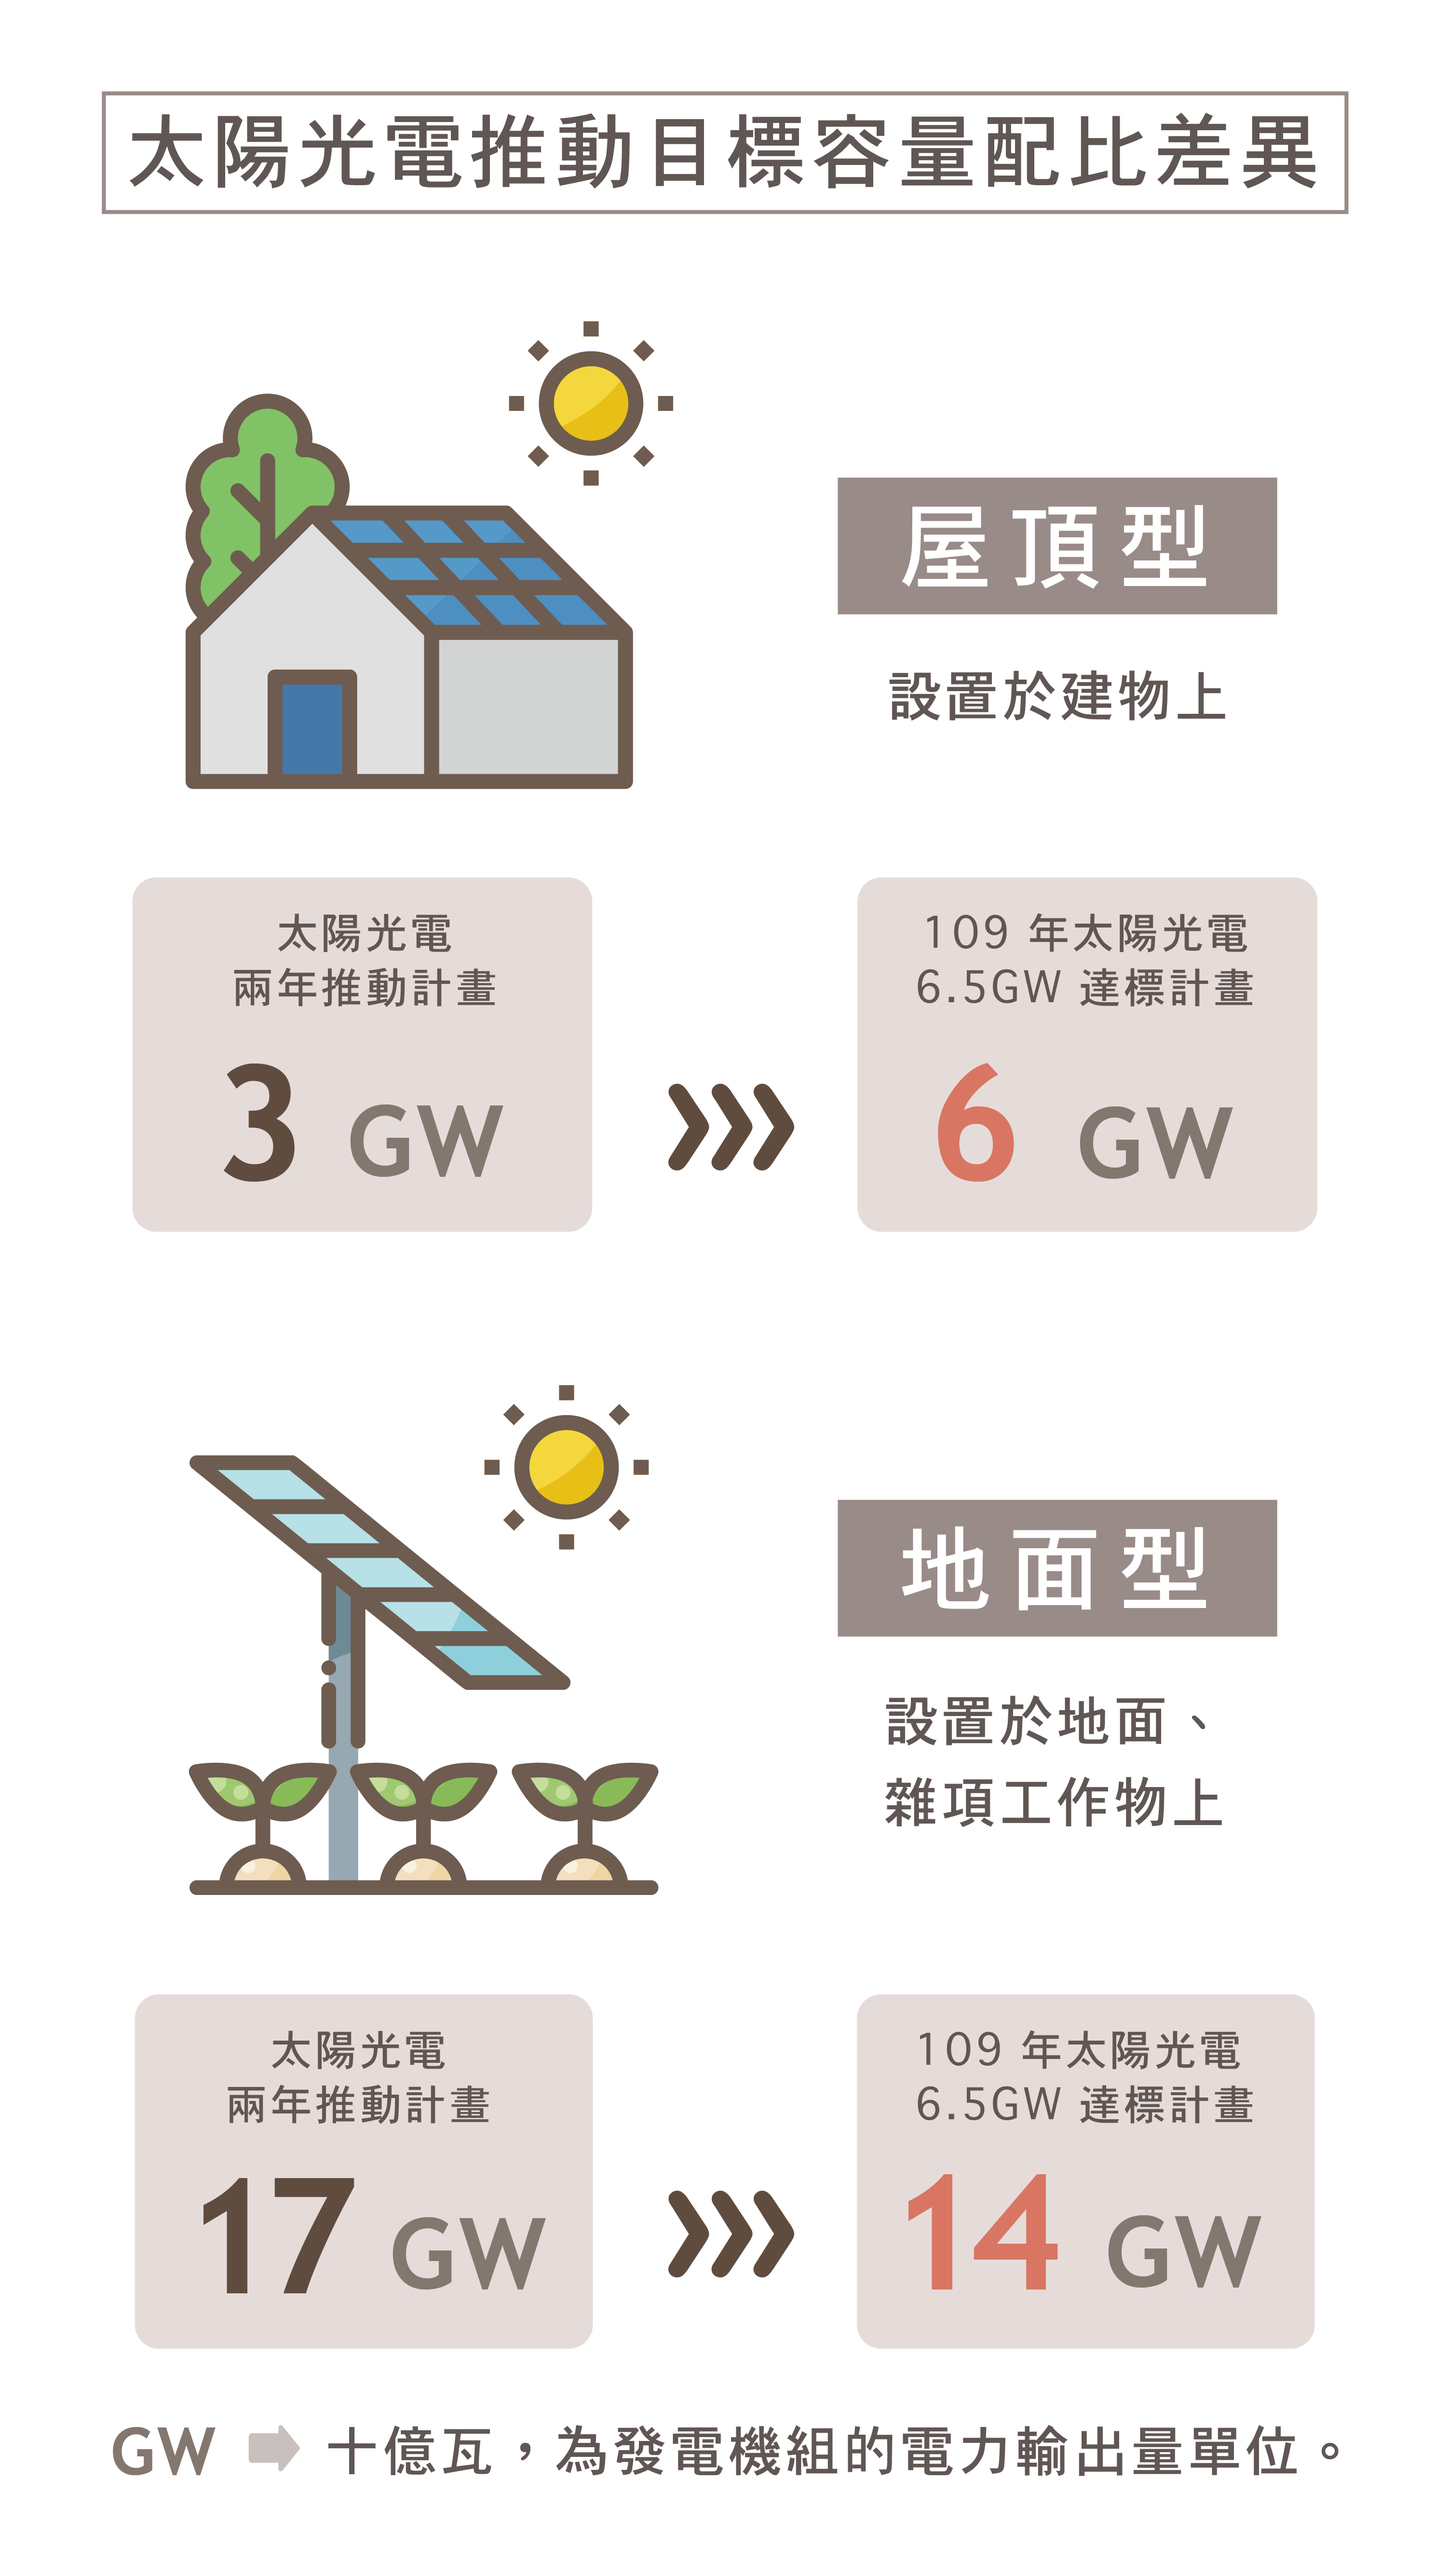 太陽光電推動目標容量配比差異
屋頂型
設置於建物上
太陽光電
兩年推動計畫
3 GW
109 年太陽光電
6.5GW 達標計畫
6 GW
地面型
設置於地面、
雜項工作物上
太陽光電
兩年推動計畫
17 GW
109 年太陽光電
6.5GW 達標計畫
14 GW
GW 十億瓦，為發電機組的電力輸出量單位。